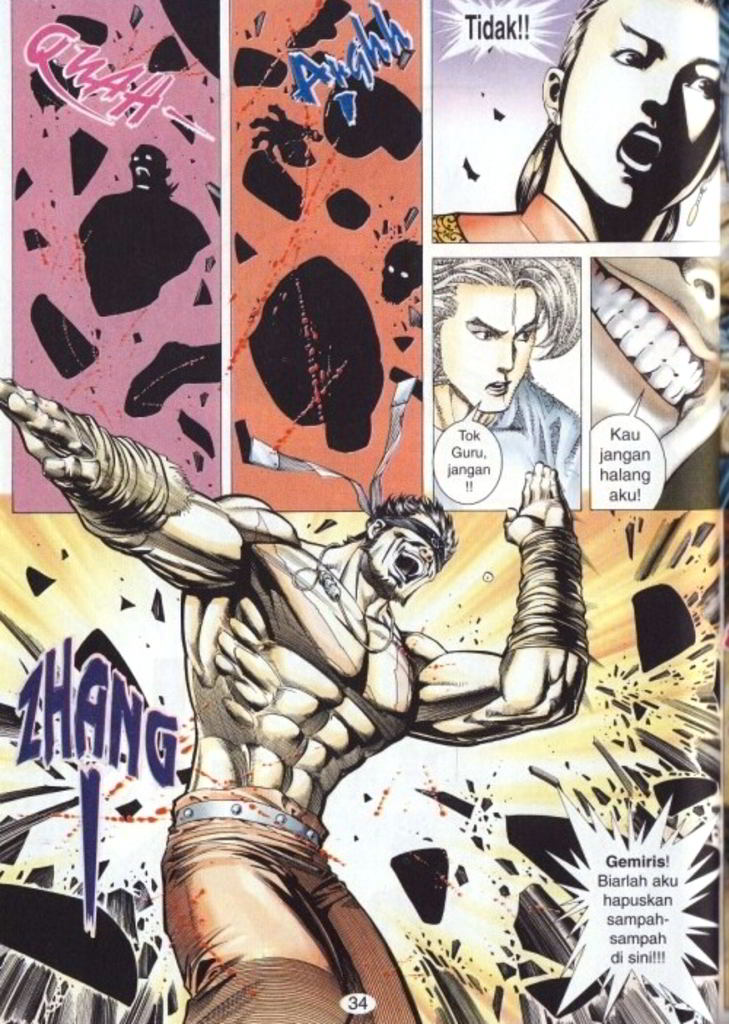 QUAH
Arghh
!
Tidak!!
Tok
Guru,
jangan
!!
Kau
jangan
halang
aku!
ZHANG
!
Gemiris!
Biarlah aku
hapuskan
sampah-
sampah
di sini!!!
34